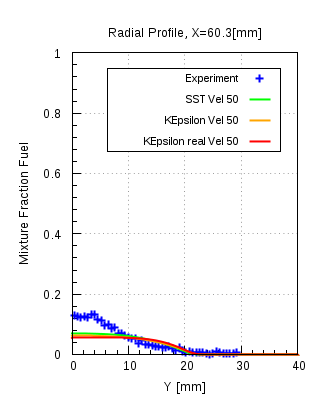 Radial Profile, X=60.3[mm]
Experiment
SST Vel 50
KEpsilon Vel 50
KEpsilon real Vel 50
Mixture Fraction Fuel
1
0.8
0.6
0.4
0.2
0
0 10 20 30 40
Y [mm]